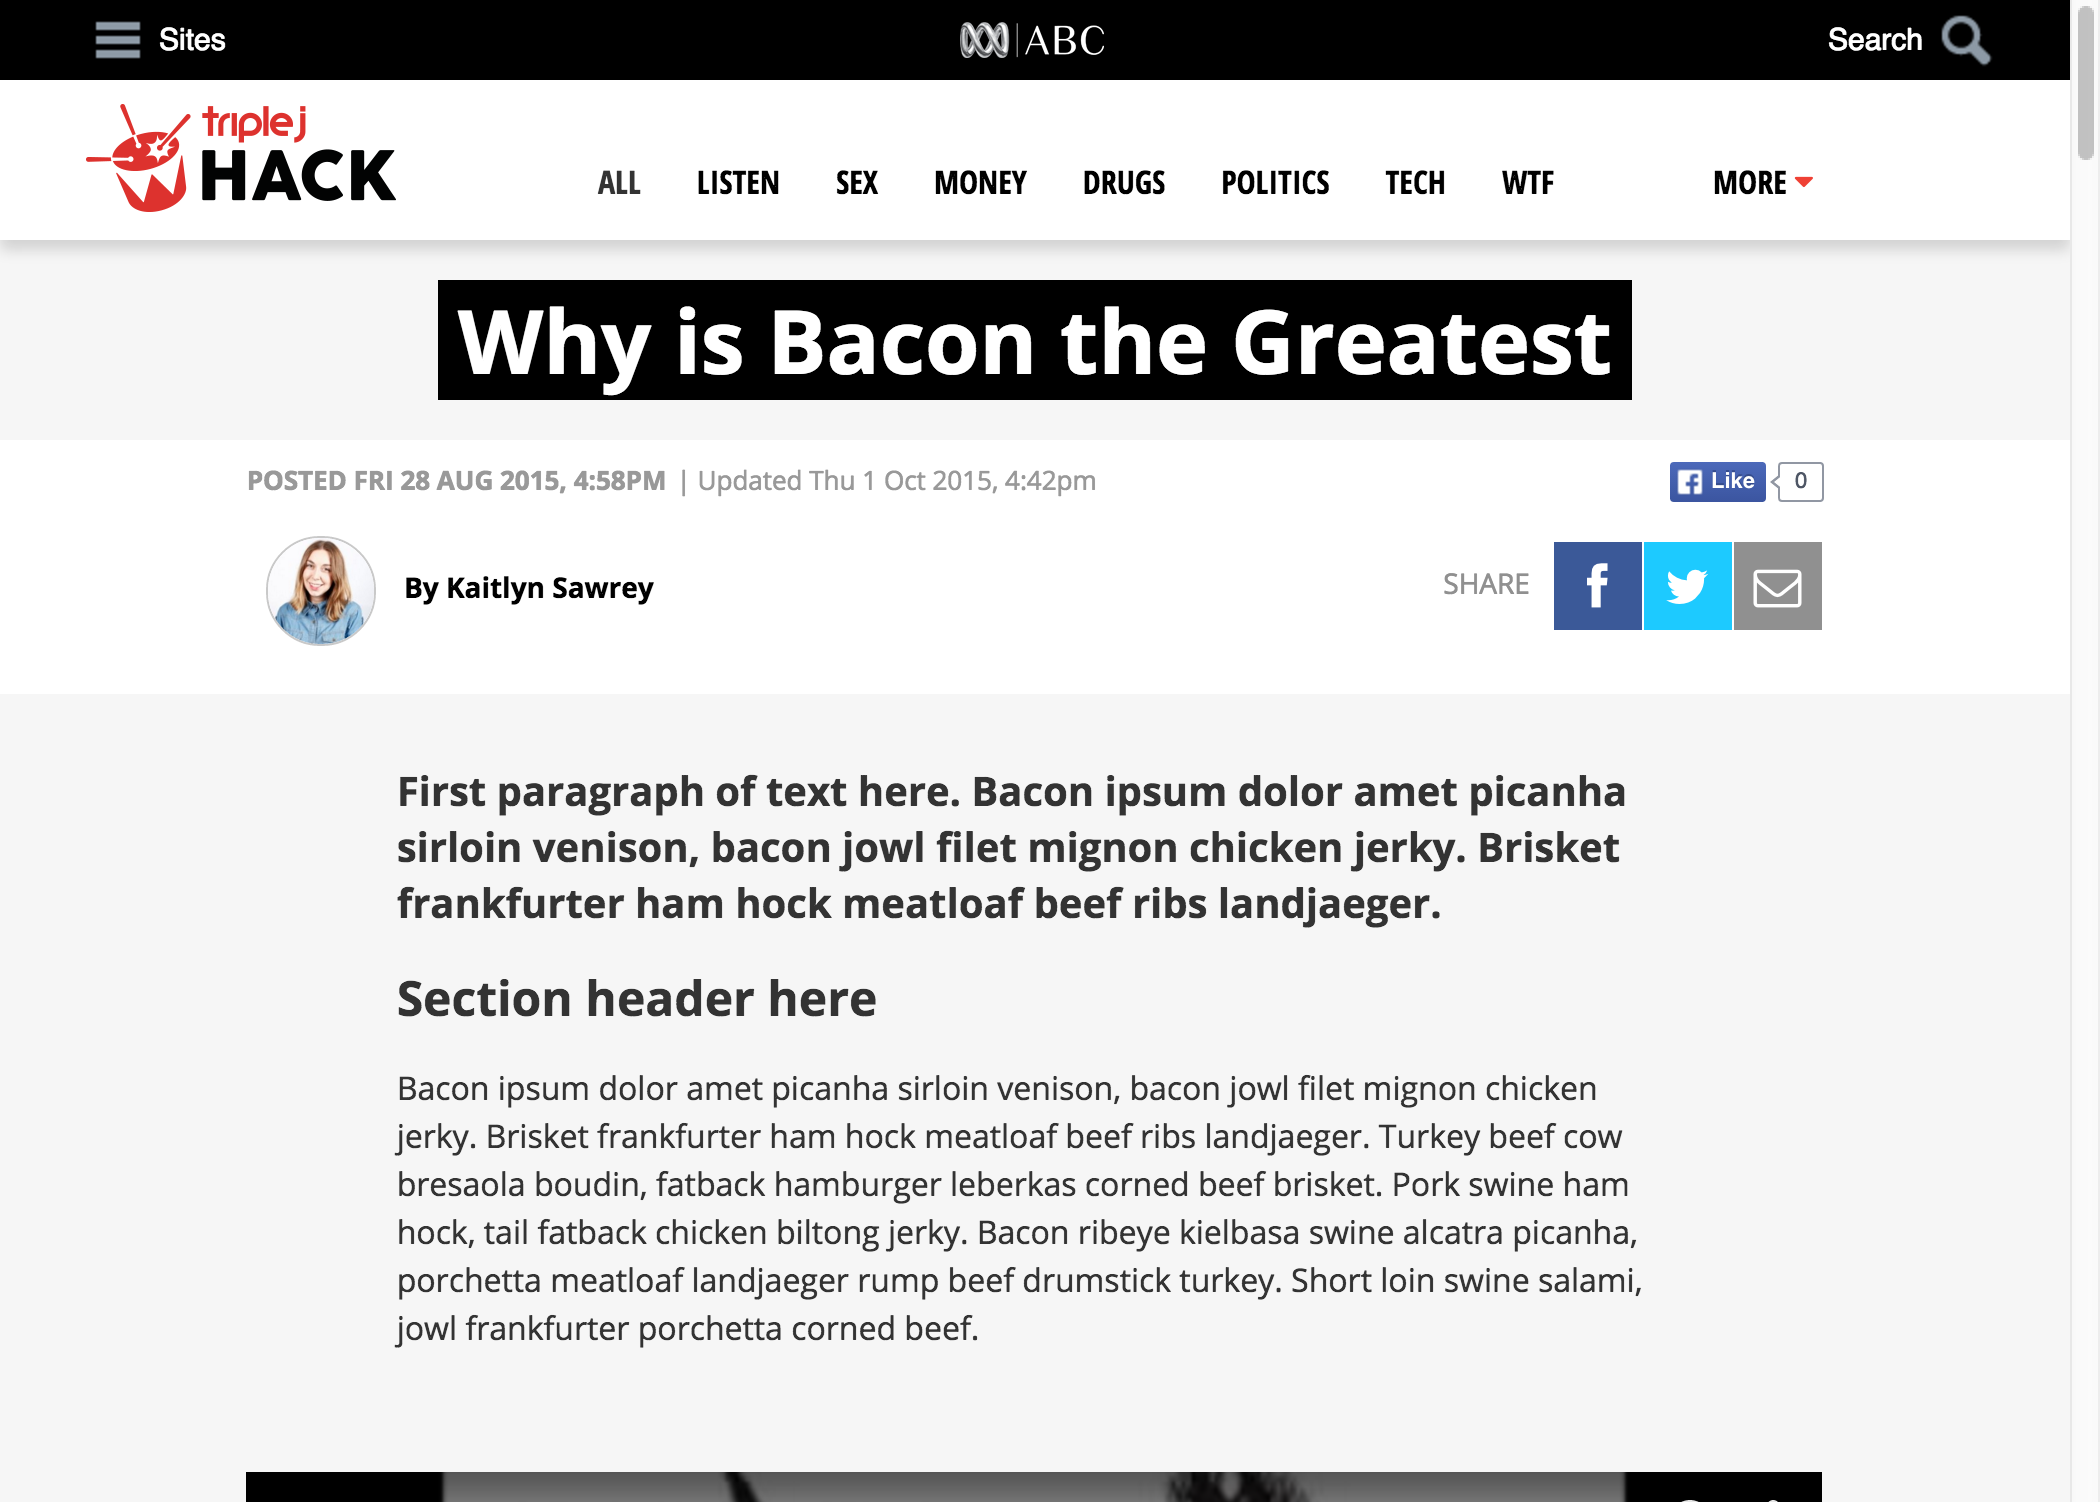 Sites
ABC
Search
triple j
HACK
ALL
LISTEN
SEX
MONEY
DRUGS
POLITICS
TECH
WTF
MORE
Why is Bacon the Greatest
POSTED FRI 28 AUG 2015, 4:58PM | Updated Thu 1 Oct 2015, 4:42pm
Like
0
By Kaitlyn Sawrey
SHARE
First paragraph of text here. Bacon ipsum dolor amet picanha
sirloin venison, bacon jowl filet mignon chicken jerky. Brisket
frankfurter ham hock meatloaf beef ribs landjaeger.
Section header here
Bacon ipsum dolor amet picanha sirloin venison, bacon jowl filet mignon chicken
jerky. Brisket frankfurter ham hock meatloaf beef ribs landjaeger. Turkey beef cow
bresaola boudin, fatback hamburger leberkas corned beef brisket. Pork swine ham
hock, tail fatback chicken biltong jerky. Bacon ribeye kielbasa swine alcatra picanha,
porchetta meatloaf landjaeger rump beef drumstick turkey. Short loin swine salami,
jowl frankfurter porchetta corned beef.